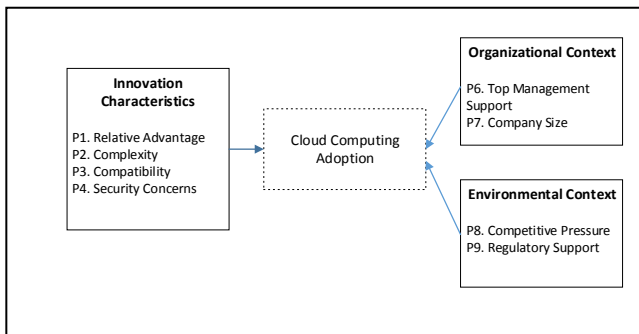 Innovation
Characteristics
P1. Relative Advantage
P2. Complexity
P3. Compatibility
P4. Security Concerns
Cloud Computing
Adoption
Organizational Context
P6. Top Management
Support
P7. Company Size
Environmental Context
P8. Competitive Pressure
P9. Regulatory Support